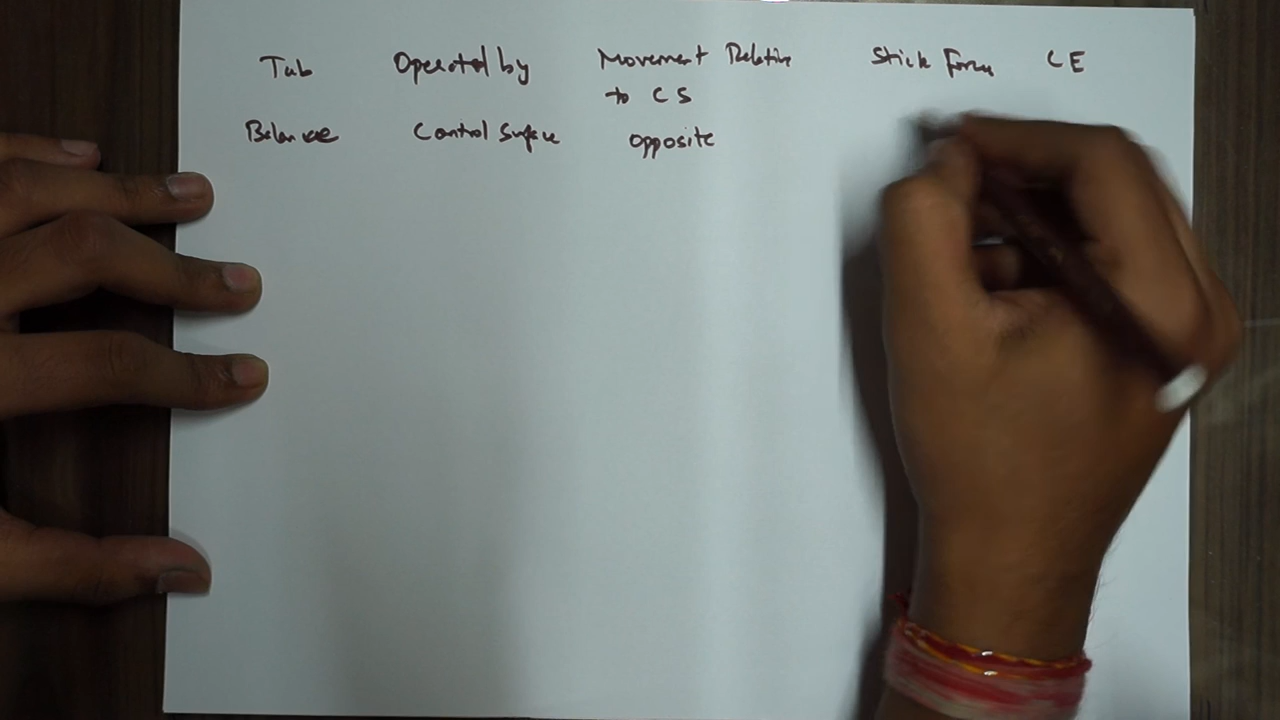 Tab Operated by Movement Relative Stick Force CE
to CS
Balance Control Surface opposite